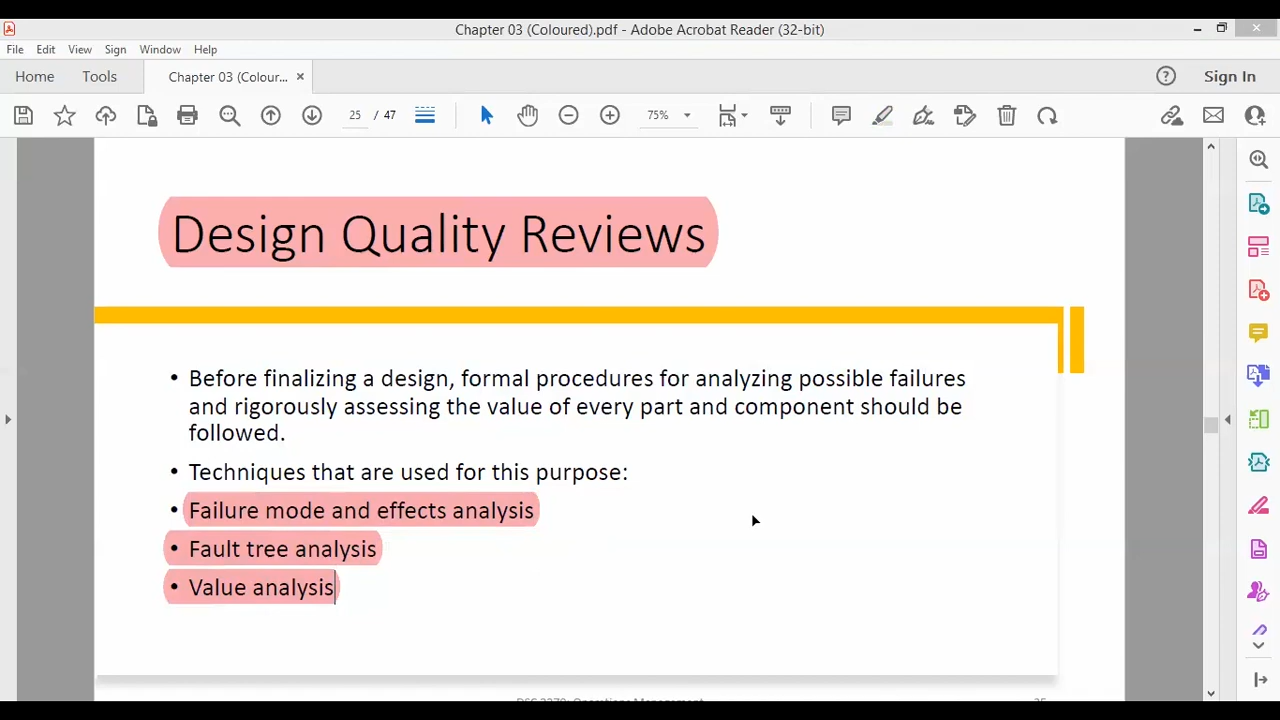 Chapter 03 (Coloured).pdf - Adobe Acrobat Reader (32-bit)
File Edit View Sign Window Help
Home Tools Chapter 03 (Colour... Sign In
25 / 47 75%
Design Quality Reviews
• Before finalizing a design, formal procedures for analyzing possible failures
and rigorously assessing the value of every part and component should be
followed.
• Techniques that are used for this purpose:
• Failure mode and effects analysis
• Fault tree analysis
• Value analysis